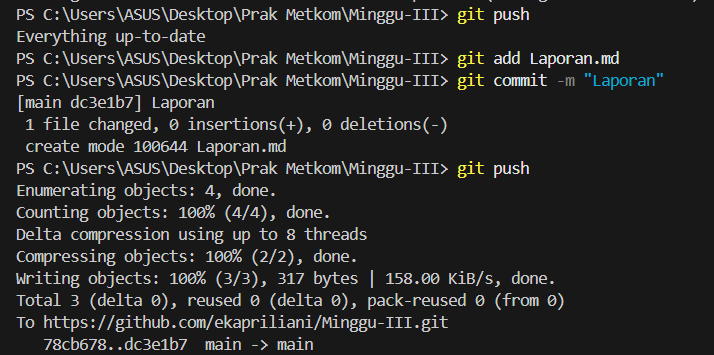 PS C:\Users\ASUS\Desktop\Prak Metkom\Minggu-III> git push
Everything up-to-date
PS C:\Users\ASUS\Desktop\Prak Metkom\Minggu-III> git add Laporan.md
PS C:\Users\ASUS\Desktop\Prak Metkom\Minggu-III> git commit -m "Laporan"
[main dc3e1b7] Laporan
 1 file changed, 0 insertions(+), 0 deletions(-)
 create mode 100644 Laporan.md
PS C:\Users\ASUS\Desktop\Prak Metkom\Minggu-III> git push
Enumerating objects: 4, done.
Counting objects: 100% (4/4), done.
Delta compression using up to 8 threads
Compressing objects: 100% (2/2), done.
Writing objects: 100% (3/3), 317 bytes | 158.00 KiB/s, done.
Total 3 (delta 0), reused 0 (delta 0), pack-reused 0 (from 0)
To https://github.com/ekapriliani/Minggu-III.git
   78cb678..dc3e1b7  main -> main